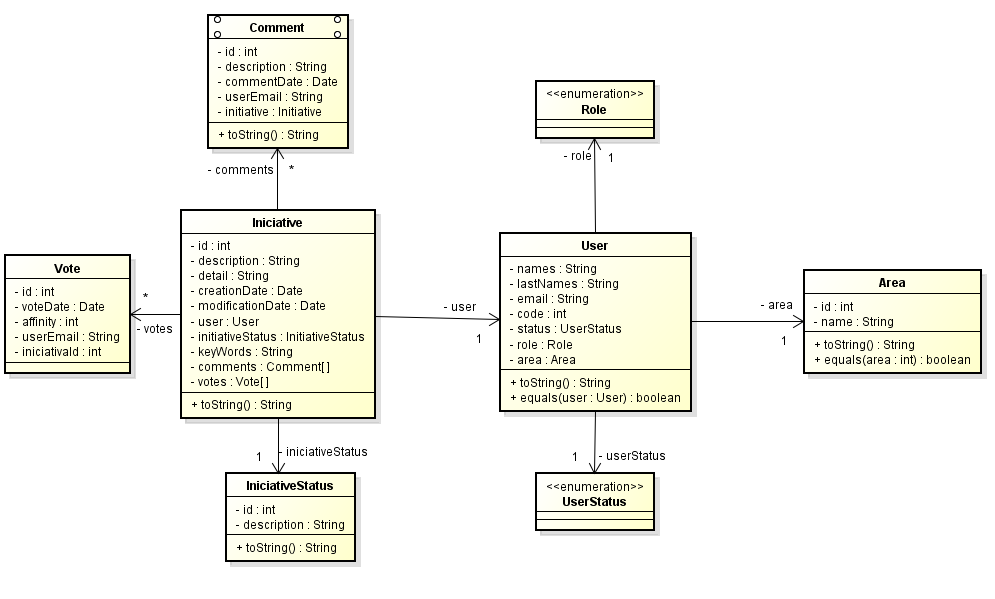 Comment
- id : int
- description : String
- commentDate : Date
- userEmail : String
- initiative : Initiative
+ toString() : String
- comments
*
<<enumeration>>
Role
- role
1
Iniciative
- id : int
- description : String
- detail : String
- creationDate : Date
- modificationDate : Date
- user : User
- initiativeStatus : InitiativeStatus
- keyWords : String
- comments : Comment[ ]
- votes : Vote[ ]
+ toString() : String
Vote
- id : int
- voteDate : Date
- affinity : int
- userEmail : String
- iniciativaId : int
*
- votes
- user
1
User
- names : String
- lastNames : String
- email : String
- code : int
- status : UserStatus
- role : Role
- area : Area
+ toString() : String
+ equals(user : User) : boolean
- area
1
Area
- id : int
- name : String
+ toString() : String
+ equals(area : int) : boolean
1
- iniciativeStatus
IniciativeStatus
- id : int
- description : String
+ toString() : String
1
- userStatus
<<enumeration>>
UserStatus